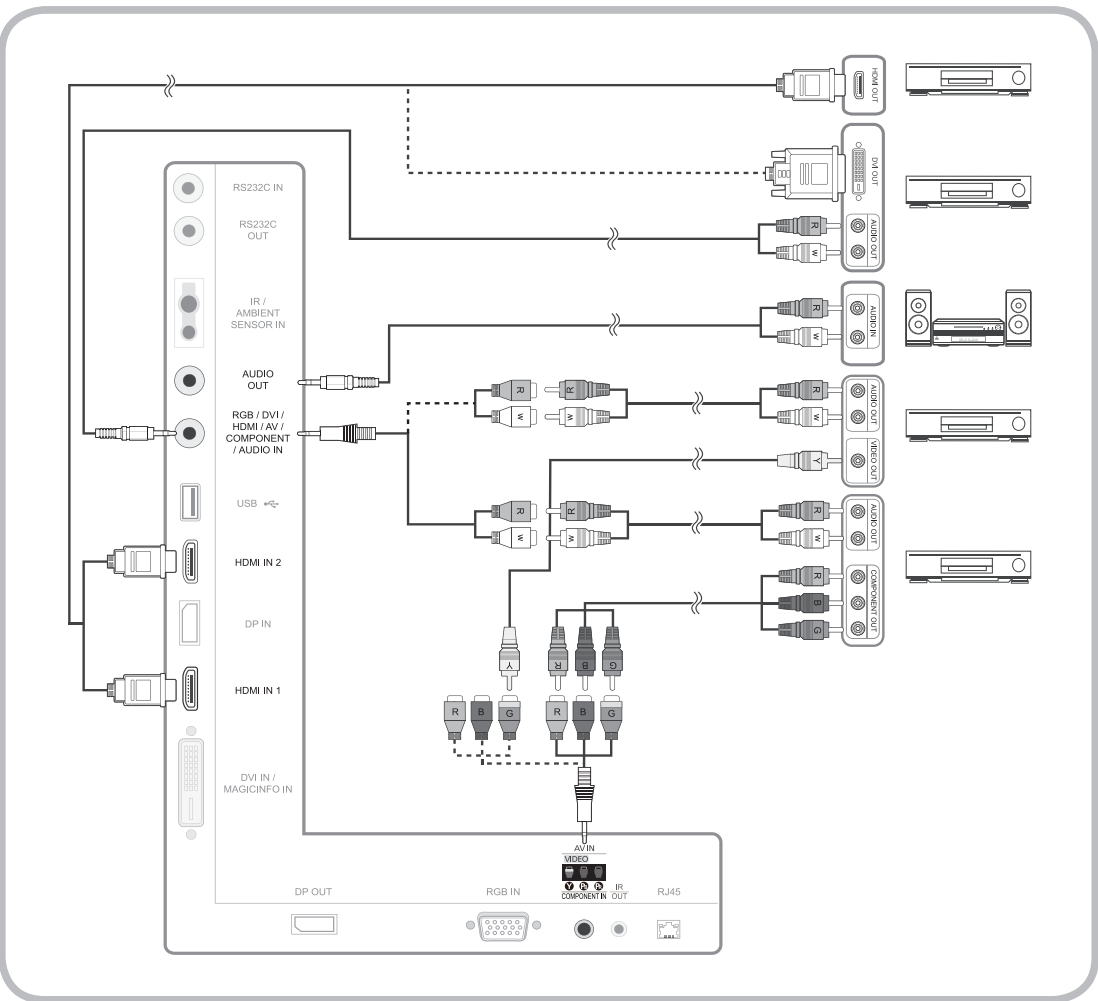 HDMI OUT
DVI OUT
RS232C IN
R
W
AUDIO OUT
RS232C
OUT
IR /
AMBIENT
SENSOR IN
R
W
AUDIO IN
AUDIO
OUT
R
W
R
W
R
W
AUDIO OUT
RGB / DVI /
HDMI / AV /
COMPONENT
/ AUDIO IN
Y
VIDEO OUT
USB
R
W
R
W
R
W
AUDIO OUT
HDMI IN 2
R
B
G
COMPONENT OUT
DP IN
Y
R
B
G
HDMI IN 1
R
B
G
R
B
G
DVI IN /
MAGICINFO IN
AV IN
VIDEO
Y PB PR
COMPONENT IN
IR
OUT
DP OUT
RGB IN
RJ45